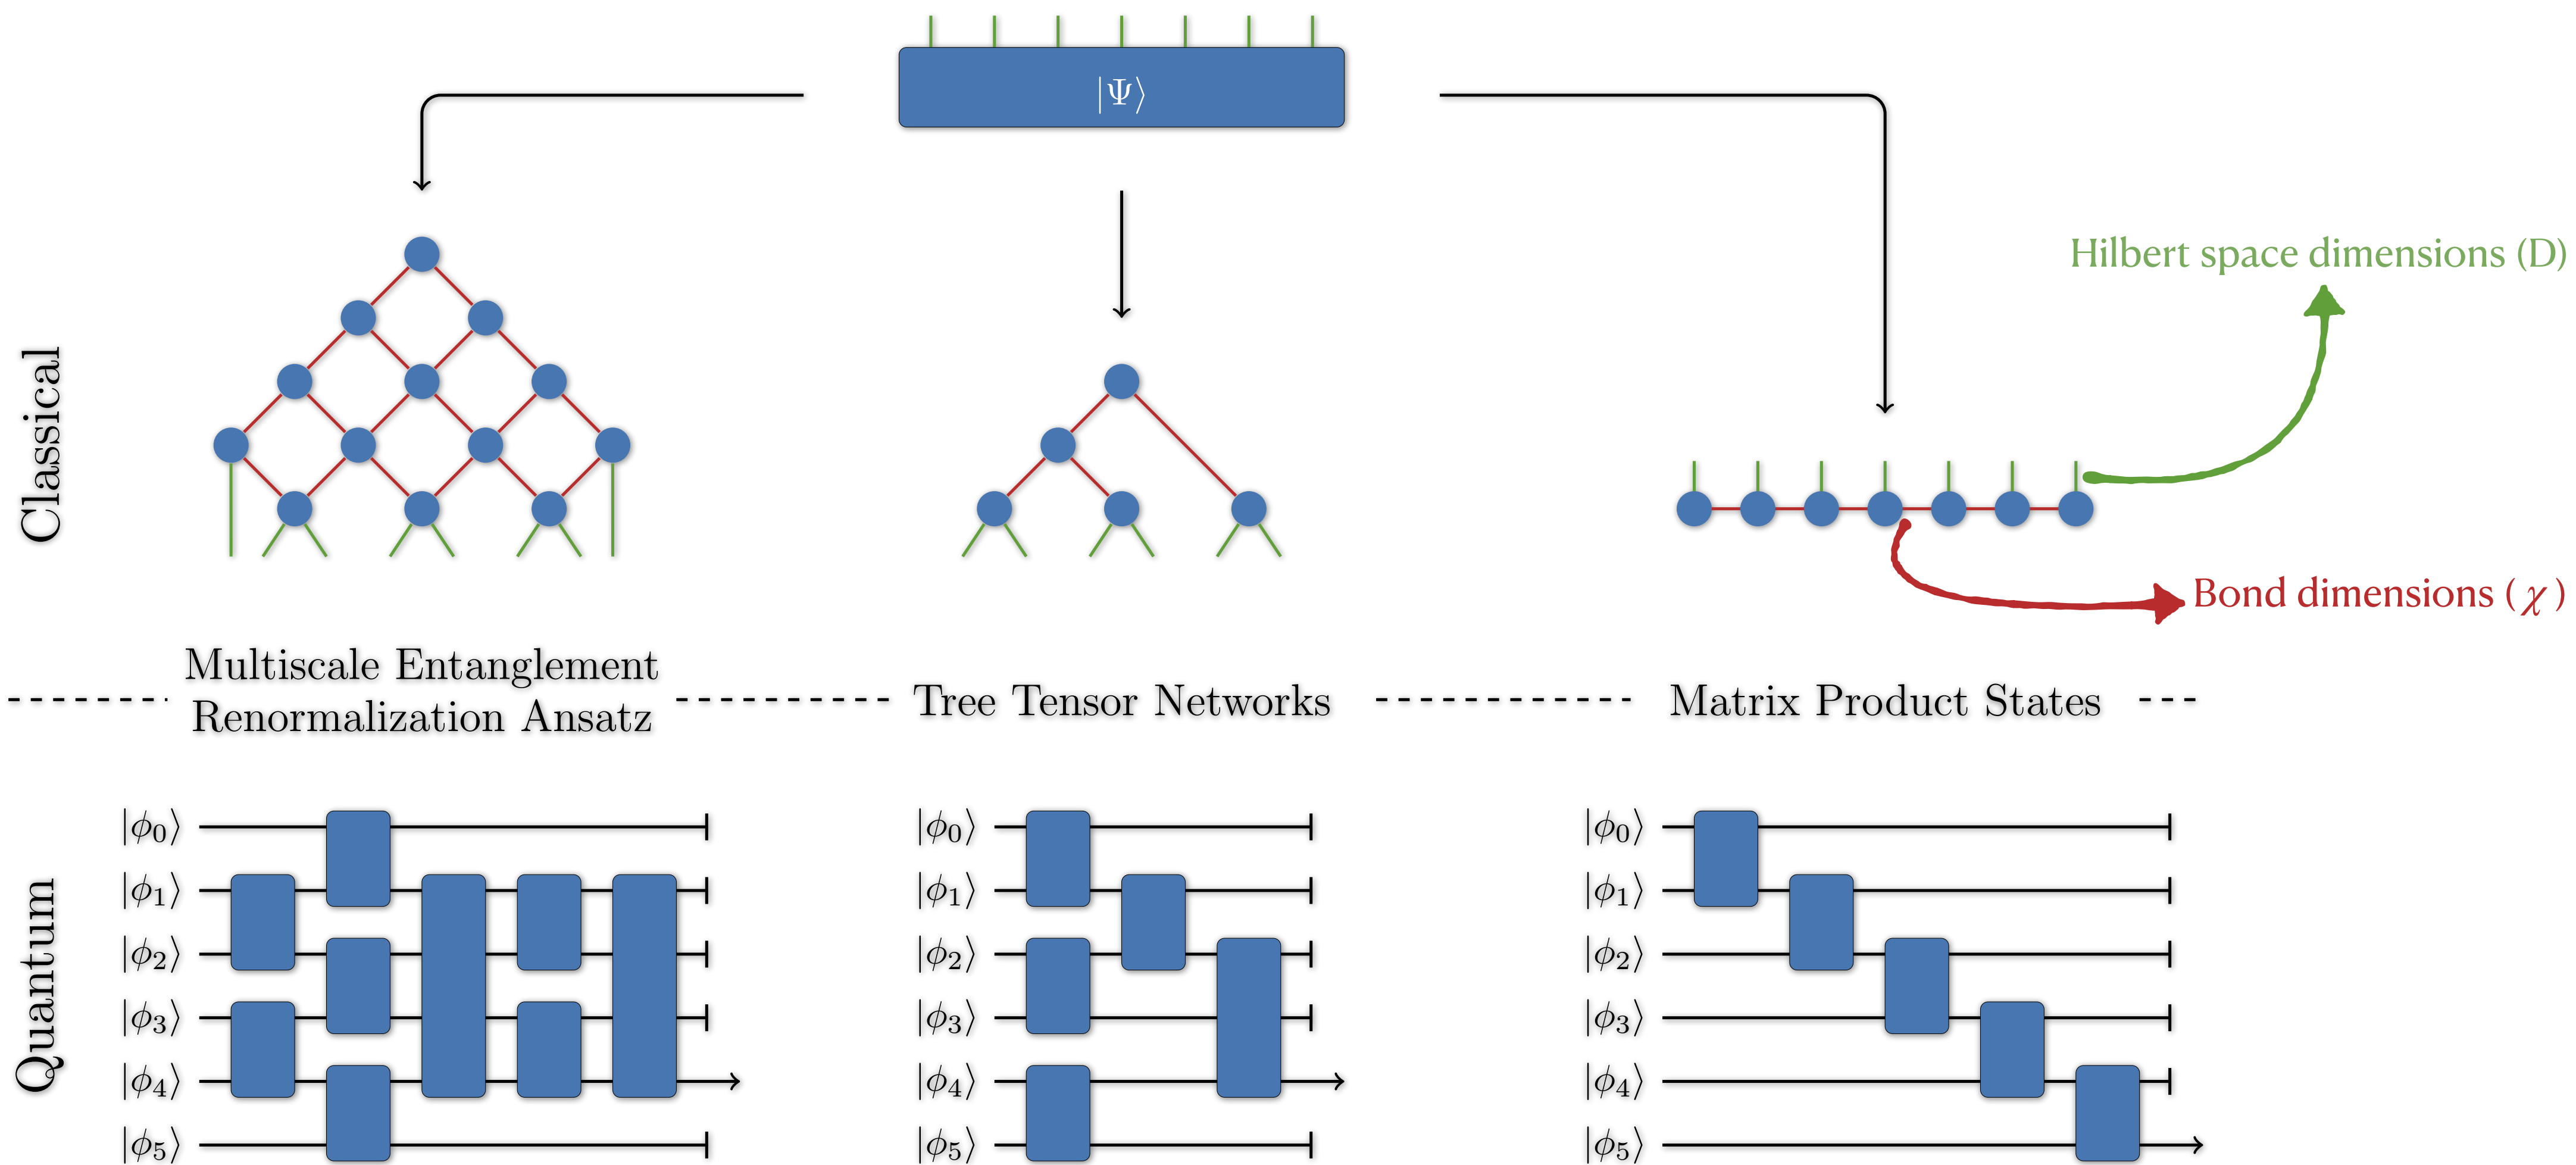 |Ψ⟩
Classical
Hilbert space dimensions (D)
Bond dimensions (χ)
Multiscale Entanglement
Renormalization Ansatz
Tree Tensor Networks
Matrix Product States
Quantum
|ϕ₀⟩
|ϕ₁⟩
|ϕ₂⟩
|ϕ₃⟩
|ϕ₄⟩
|ϕ₅⟩
|ϕ₀⟩
|ϕ₁⟩
|ϕ₂⟩
|ϕ₃⟩
|ϕ₄⟩
|ϕ₅⟩
|ϕ₀⟩
|ϕ₁⟩
|ϕ₂⟩
|ϕ₃⟩
|ϕ₄⟩
|ϕ₅⟩